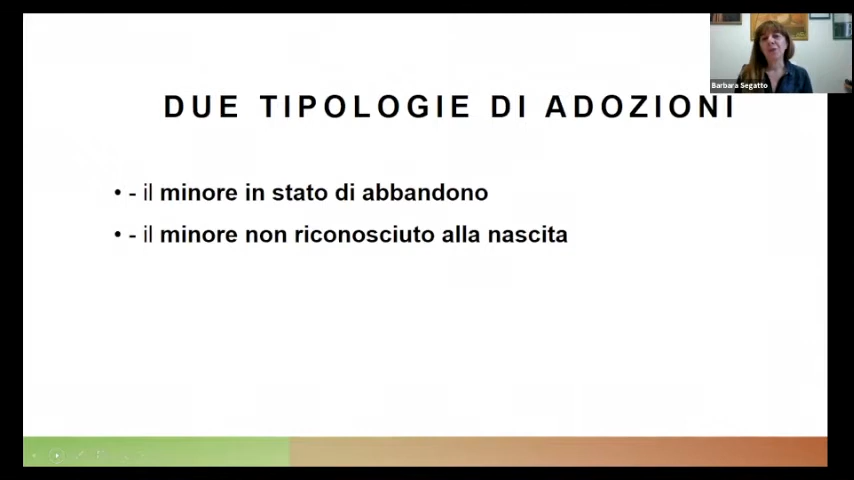 Barbara Segatto
DUE TIPOLOGIE DI ADOZIONI
• - il minore in stato di abbandono
• - il minore non riconosciuto alla nascita